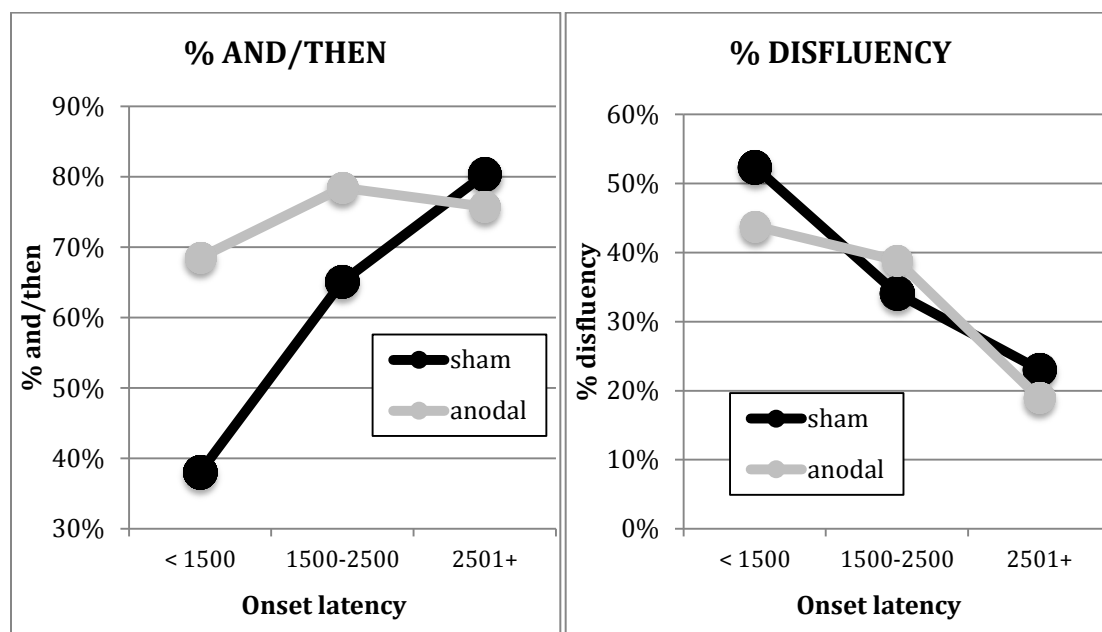 % AND/THEN
% and/then
90%
80%
70%
60%
50%
40%
30%
sham
anodal
< 1500
1500-2500
2501+
Onset latency
% DISFLUENCY
% disfluency
60%
50%
40%
30%
20%
10%
0%
sham
anodal
< 1500
1500-2500
2501+
Onset latency